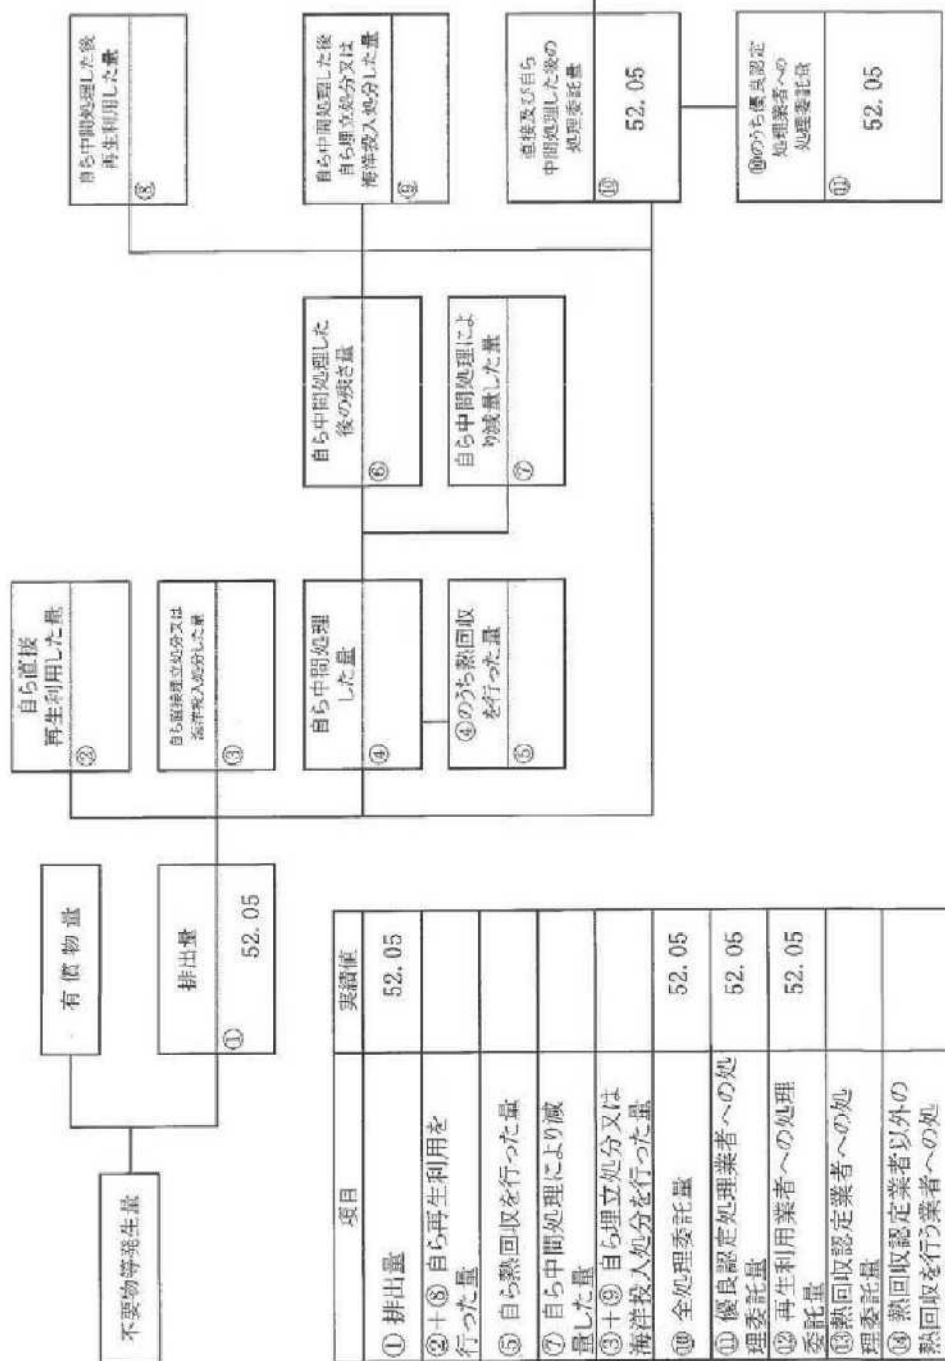 不要物等発生量
有償物量
排出量
①
52.05
自ら直接
再生利用した量
②
自ら直接埋立処分又は
海洋投入処分した量
③
自ら中間処理
した量
④
④のうち熱回収
を行った量
⑤
自ら中間処理した
後の残さ量
⑥
自ら中間処理によ
り減量した量
⑦
自ら中間処理した後
再生利用した量
⑧
自ら中間処理した後
自ら埋立処分又は
海洋投入処分した量
⑨
直接及び自ら
中間処理した後の
処理委託量
⑩
52.05
⑩のうち優良認定
処理業者への
処理委託量
⑪
52.05
項目
実績値
① 排出量
52.05
②+⑧ 自ら再生利用を
行った量
⑤ 自ら熱回収を行った量
⑦ 自ら中間処理により減
量した量
③+⑨ 自ら埋立処分又は
海洋投入処分を行った量
⑩ 全処理委託量
52.05
⑪ 優良認定処理業者への処
理委託量
52.05
⑫ 再生利用業者への処理
委託量
52.05
⑬熱回収認定業者への処
理委託量
⑭ 熱回収認定業者以外の
熱回収を行う業者への処